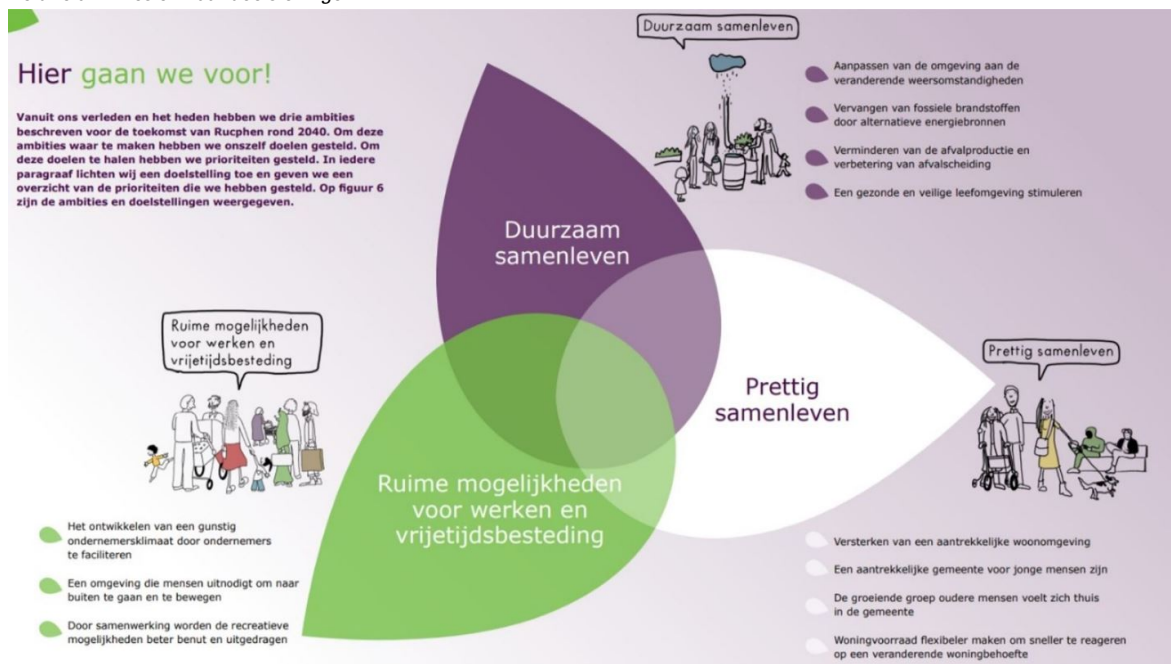 Hier gaan we voor!
Vanuit ons verleden en het heden hebben we drie ambities
beschreven voor de toekomst van Rucphen rond 2040. Om deze
ambities waar te maken hebben we onszelf doelen gesteld. Om
deze doelen te halen hebben we prioriteiten gesteld. In iedere
paragraaf lichten wij een doelstelling toe en geven we een
overzicht van de prioriteiten die we hebben gesteld. Op figuur 6
zijn de ambities en doelstellingen weergegeven.
Duurzaam samenleven
Aanpassen van de omgeving aan de
veranderende weersomstandigheden
Vervangen van fossiele brandstoffen
door alternatieve energiebronnen
Verminderen van de afvalproductie en
verbetering van afvalscheiding
Een gezonde en veilige leefomgeving stimuleren
Duurzaam
samenleven
Prettig
samenleven
Ruime mogelijkheden
voor werken en
vrijetijdsbesteding
Ruime mogelijkheden
voor werken en
vrijetijdsbesteding
Het ontwikkelen van een gunstig
ondernemersklimaat door ondernemers
te faciliteren
Een omgeving die mensen uitnodigt om naar
buiten te gaan en te bewegen
Door samenwerking worden de recreatieve
mogelijkheden beter benut en uitgedragen
Prettig samenleven
Versterken van een aantrekkelijke woonomgeving
Een aantrekkelijke gemeente voor jonge mensen zijn
De groeiende groep oudere mensen voelt zich thuis
in de gemeente
Woningvoorraad flexibeler maken om sneller te reageren
op een veranderende woningbehoefte